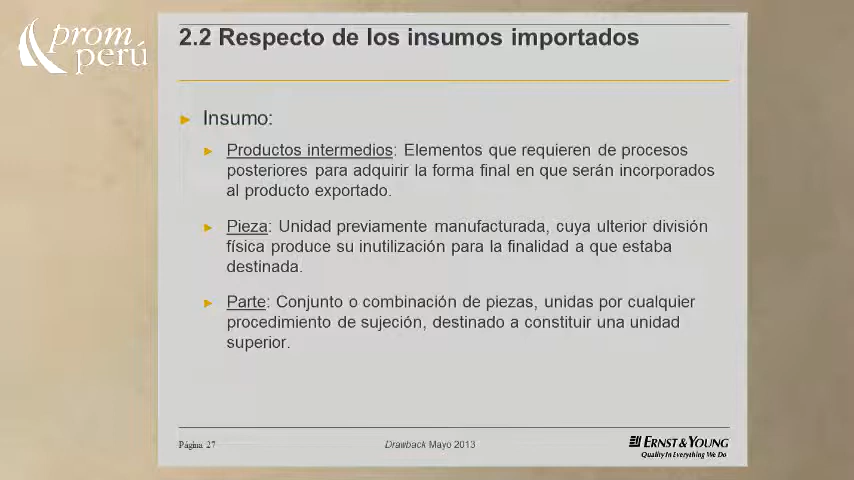 prom
perú
2.2 Respecto de los insumos importados
► Insumo:
► Productos intermedios: Elementos que requieren de procesos
posteriores para adquirir la forma final en que serán incorporados
al producto exportado.
► Pieza: Unidad previamente manufacturada, cuya ulterior división
física produce su inutilización para la finalidad a que estaba
destinada.
► Parte: Conjunto o combinación de piezas, unidas por cualquier
procedimiento de sujeción, destinado a constituir una unidad
superior.
Página 27
Drawback Mayo 2013
ERNST & YOUNG
Quality In Everything We Do